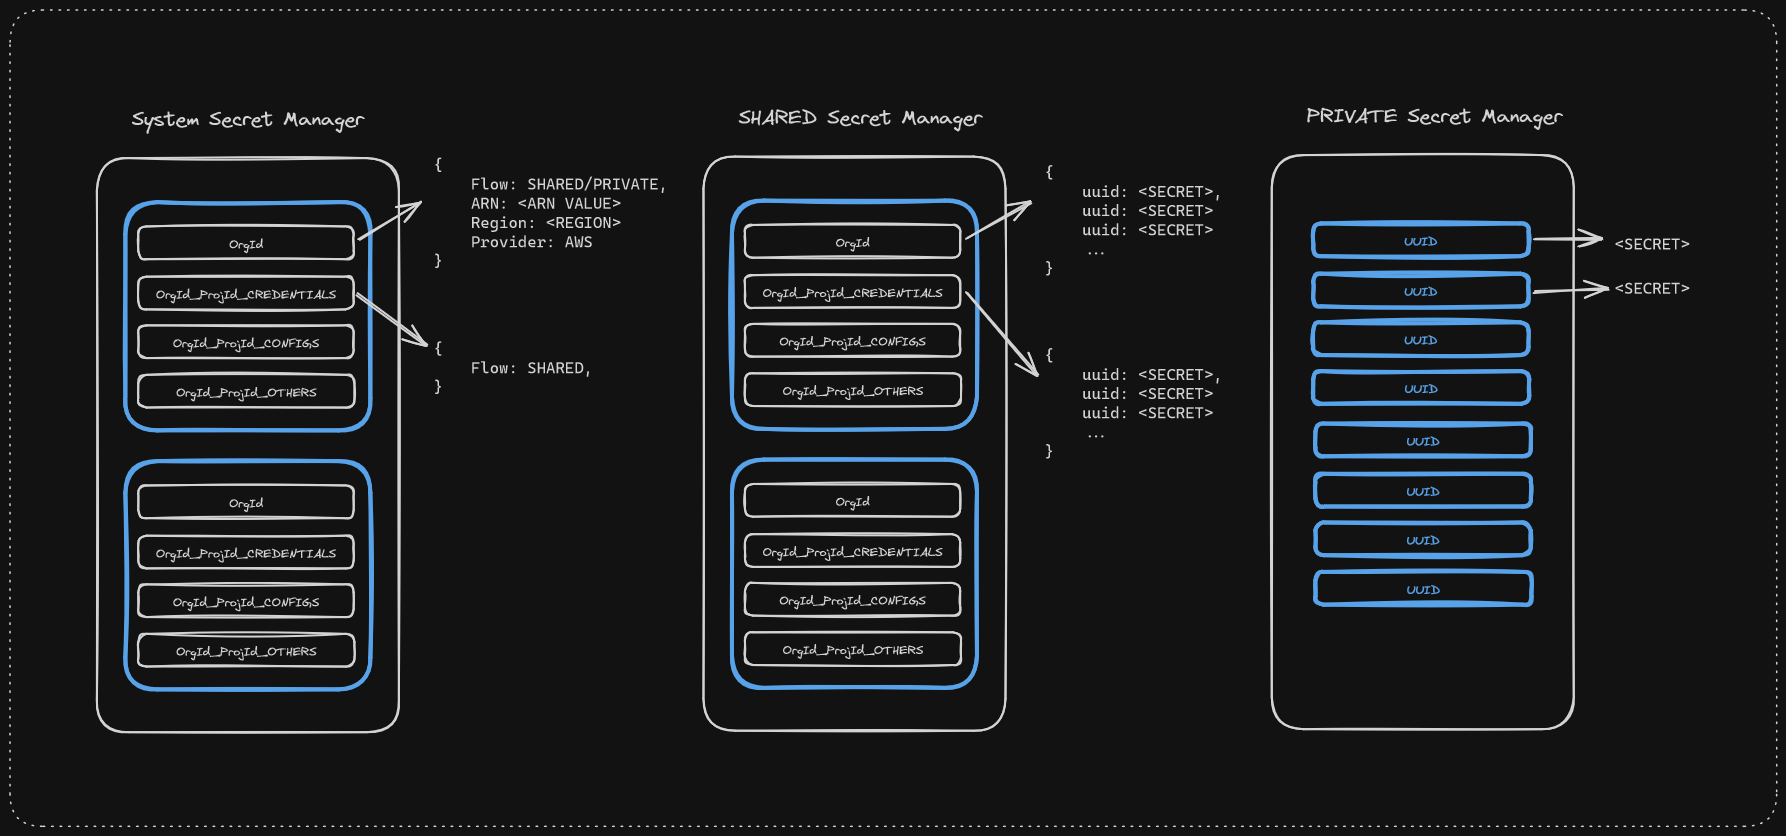 System Secret Manager
OrgId
OrgId_ProjId_CREDENTIALS
OrgId_ProjId_CONFIGS
OrgId_ProjId_OTHERS
OrgId
OrgId_ProjId_CREDENTIALS
OrgId_ProjId_CONFIGS
OrgId_ProjId_OTHERS
{
Flow: SHARED/PRIVATE,
ARN: <ARN VALUE>
Region: <REGION>
Provider: AWS
}
{
Flow: SHARED,
}
SHARED Secret Manager
OrgId
OrgId_ProjId_CREDENTIALS
OrgId_ProjId_CONFIGS
OrgId_ProjId_OTHERS
OrgId
OrgId_ProjId_CREDENTIALS
OrgId_ProjId_CONFIGS
OrgId_ProjId_OTHERS
{
uuid: <SECRET>,
uuid: <SECRET>
uuid: <SECRET>
...
}
{
uuid: <SECRET>,
uuid: <SECRET>
uuid: <SECRET>
...
}
PRIVATE Secret Manager
UUID
UUID
UUID
UUID
UUID
UUID
UUID
UUID
<SECRET>
<SECRET>